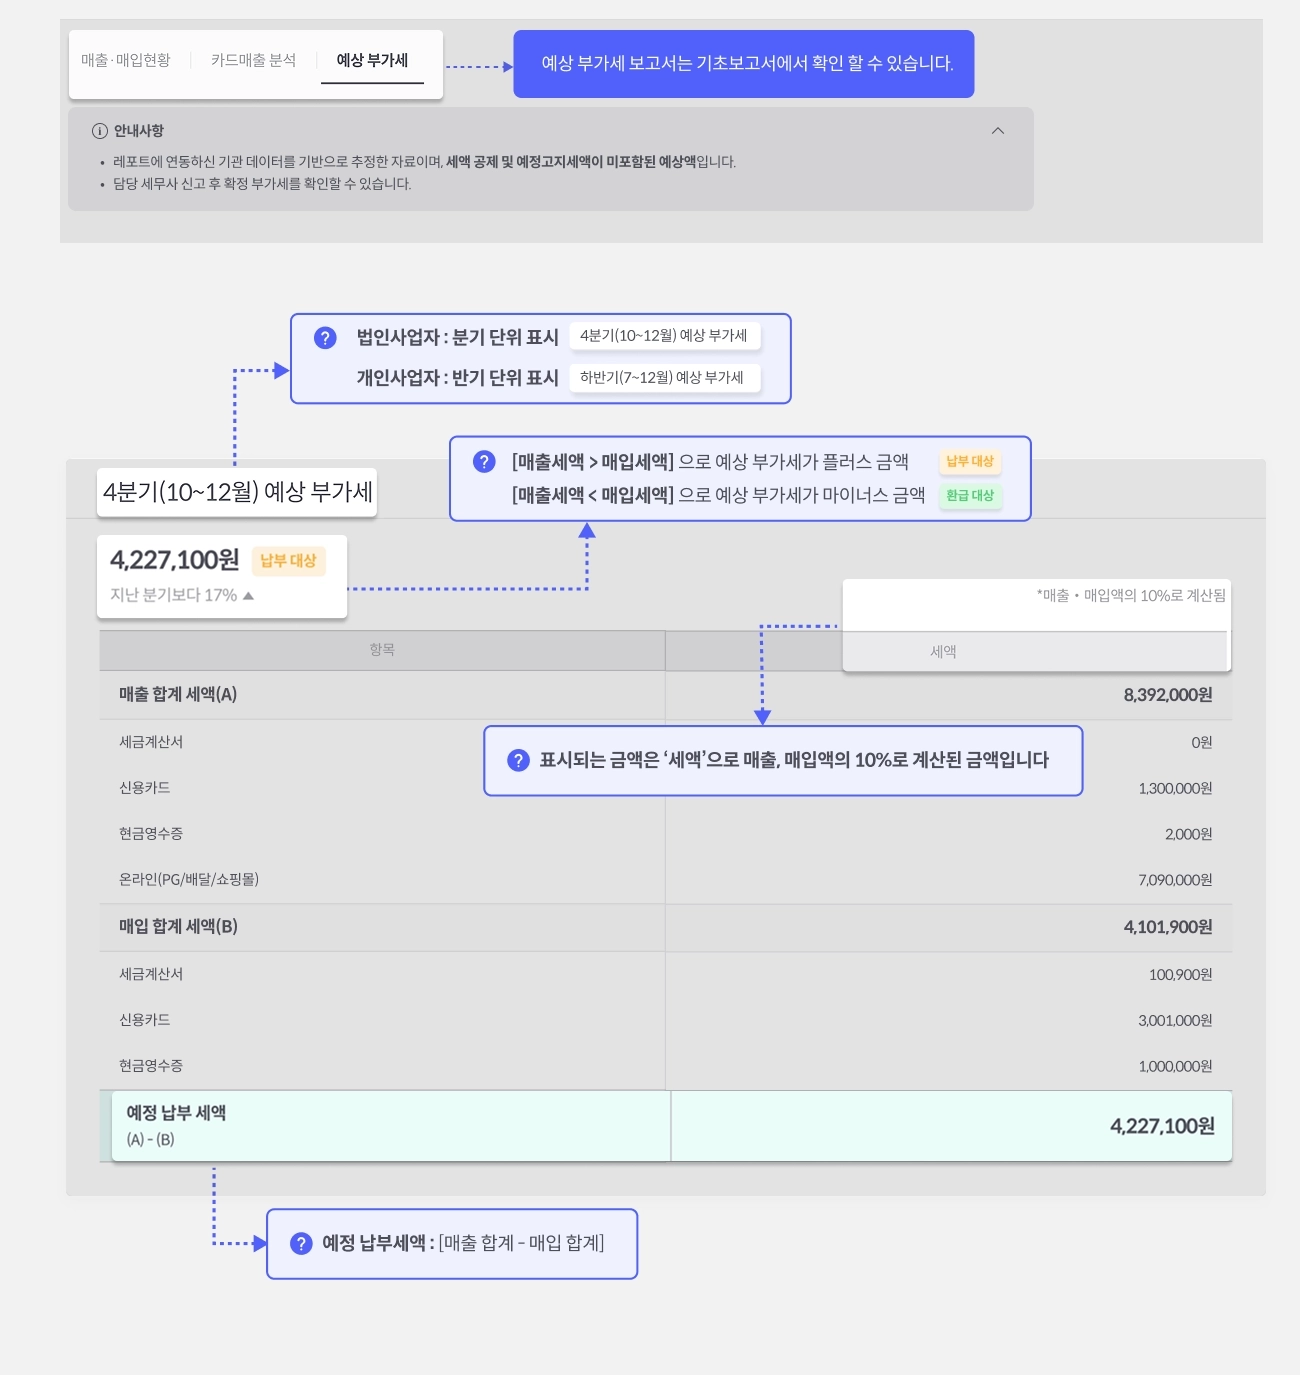 매출·매입현황
카드매출 분석
예상 부가세
예상 부가세 보고서는 기초보고서에서 확인 할 수 있습니다.
안내사항
• 레포트에 연동하신 기관 데이터를 기반으로 추정한 자료이며, 세액 공제 및 예정고지세액이 미포함된 예상액입니다.
• 담당 세무사 신고 후 확정 부가세를 확인할 수 있습니다.
? 법인사업자 : 분기 단위 표시 4분기(10~12월) 예상 부가세
개인사업자 : 반기 단위 표시 하반기(7~12월) 예상 부가세
? [매출세액 > 매입세액] 으로 예상 부가세가 플러스 금액 납부 대상
[매출세액 < 매입세액] 으로 예상 부가세가 마이너스 금액 환급 대상
4분기(10~12월) 예상 부가세
4,227,100원 납부 대상
지난 분기보다 17% ▲
*매출 • 매입액의 10%로 계산됨
항목 세액
매출 합계 세액(A) 8,392,000원
? 표시되는 금액은 ‘세액’으로 매출, 매입액의 10%로 계산된 금액입니다
세금계산서 0원
신용카드 1,300,000원
현금영수증 2,000원
온라인(PG/배달/쇼핑몰) 7,090,000원
매입 합계 세액(B) 4,101,900원
세금계산서 100,900원
신용카드 3,001,000원
현금영수증 1,000,000원
예정 납부 세액
(A) - (B)
4,227,100원
? 예정 납부세액 : [매출 합계 - 매입 합계]